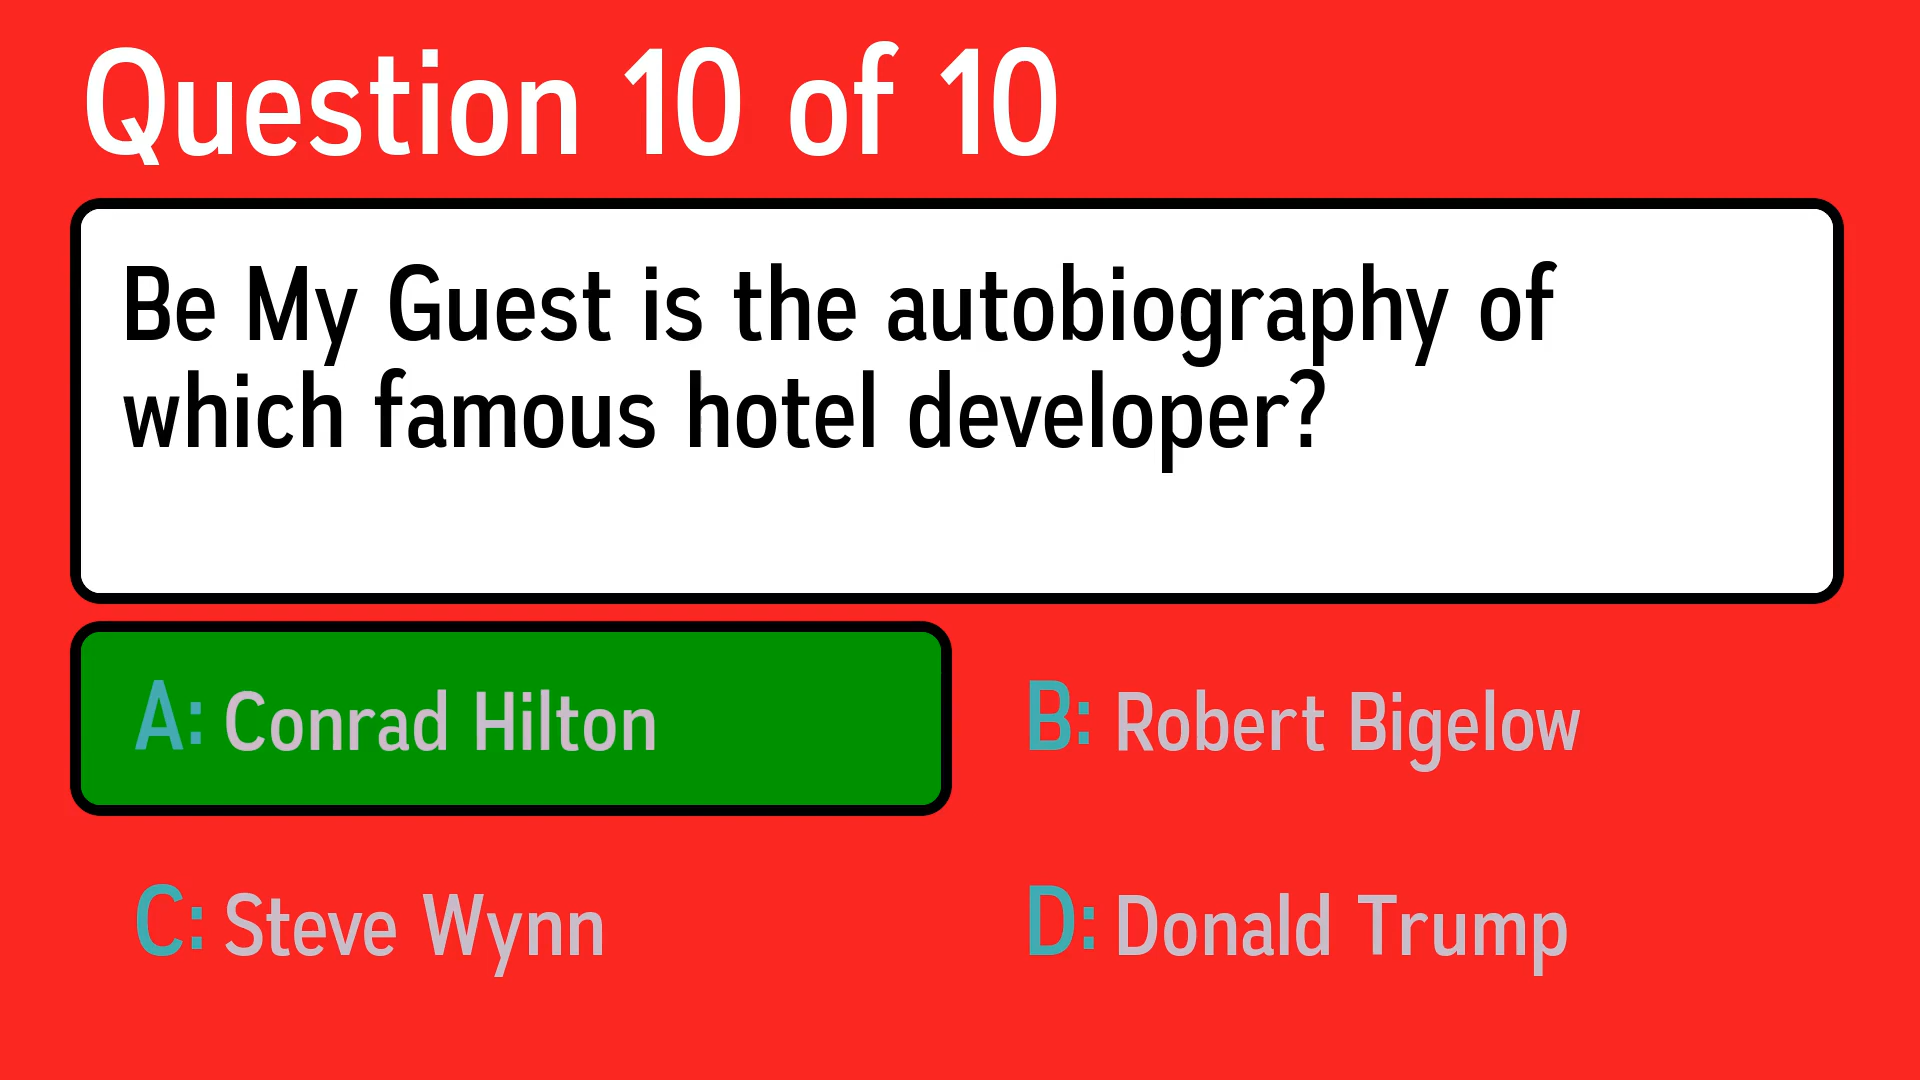 Question 10 of 10
Be My Guest is the autobiography of
which famous hotel developer?
A: Conrad Hilton
B: Robert Bigelow
C: Steve Wynn
D: Donald Trump